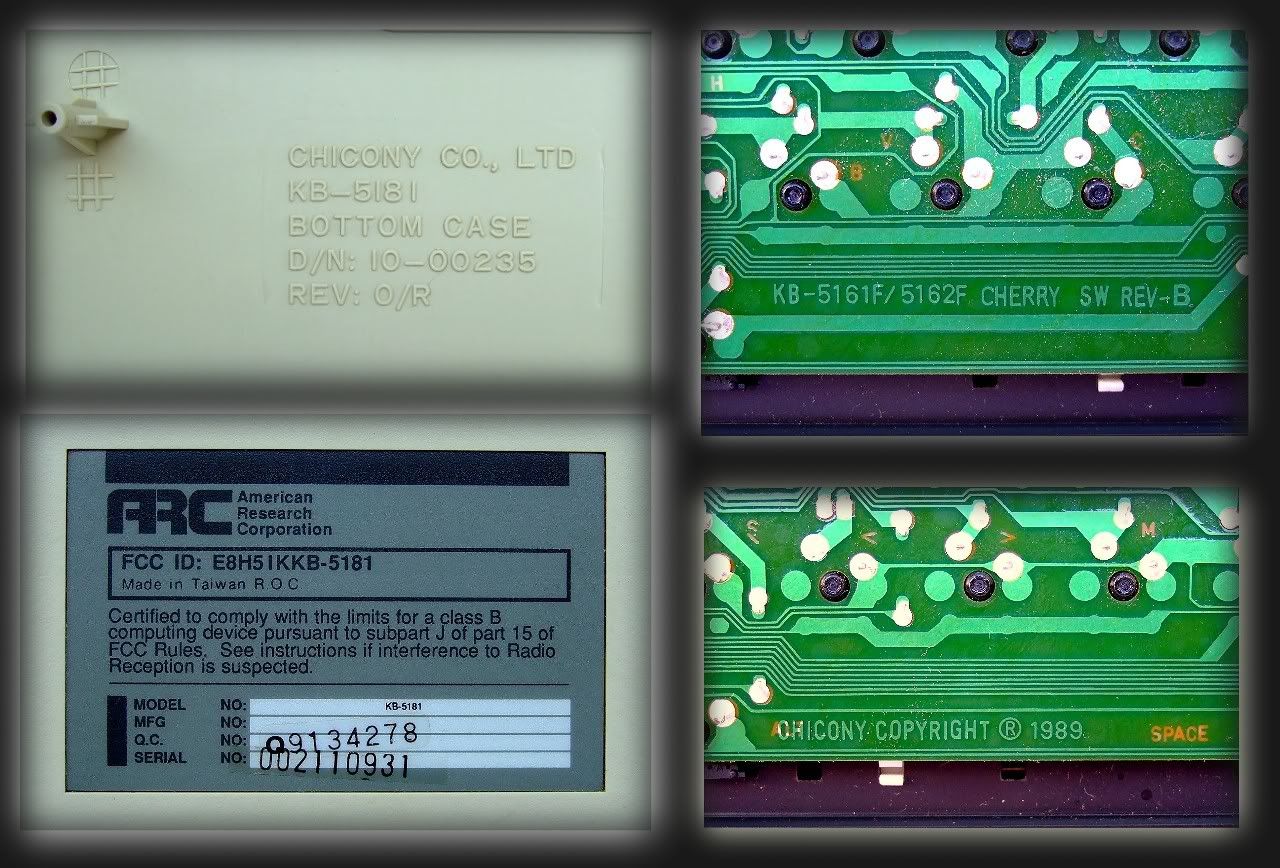 CHICONY CO., LTD
KB-5181
BOTTOM CASE
D/N: 10-00235
REV: O/R
H
V
B
C
KB-5161F/5162F CHERRY SW REV-B
ARC American
Research
Corporation
FCC ID: E8H51KKB-5181
Made in Taiwan R.O.C
Certified to comply with the limits for a class B
computing device pursuant to subpart J of part 15 of
FCC Rules. See instructions if interference to Radio
Reception is suspected.
MODEL NO: KB-5181
MFG NO:
Q.C. NO: 09134278
SERIAL NO: 002110931
< > M
CHICONY COPYRIGHT ® 1989
SPACE